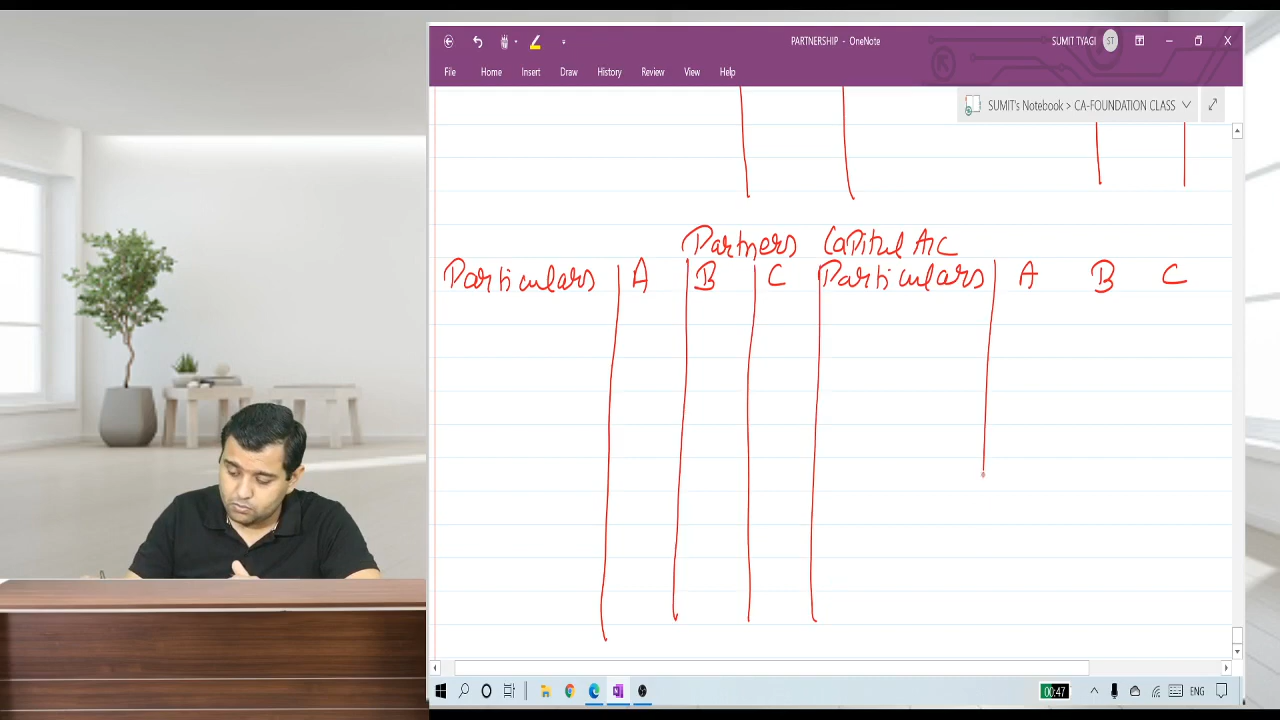 PARTNERSHIP - OneNote
SUMIT TYAGI ST
File Home Insert Draw History Review View Help
SUMIT's Notebook > CA-FOUNDATION CLASS
Partners Capital A/c
Particulars A B C Particulars A B C
00:47 ENG